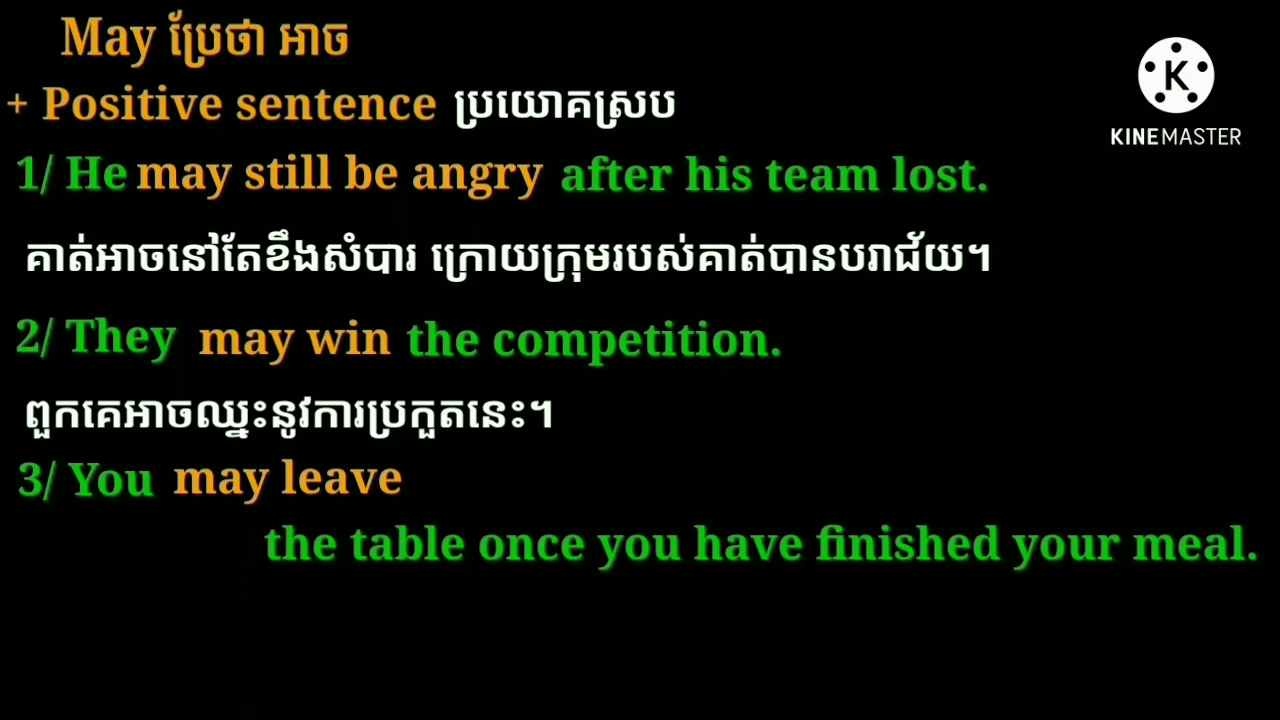 May ប្រែថា អាច
+ Positive sentence ប្រយោគស្រប
KINEMASTER
1/ He may still be angry after his team lost.
គាត់អាចនៅតែខឹងសំបារ ក្រោយក្រុមរបស់គាត់បានបរាជ័យ។
2/ They may win the competition.
ពួកគេអាចឈ្នះនូវការប្រកួតនេះ។
3/ You may leave
the table once you have finished your meal.